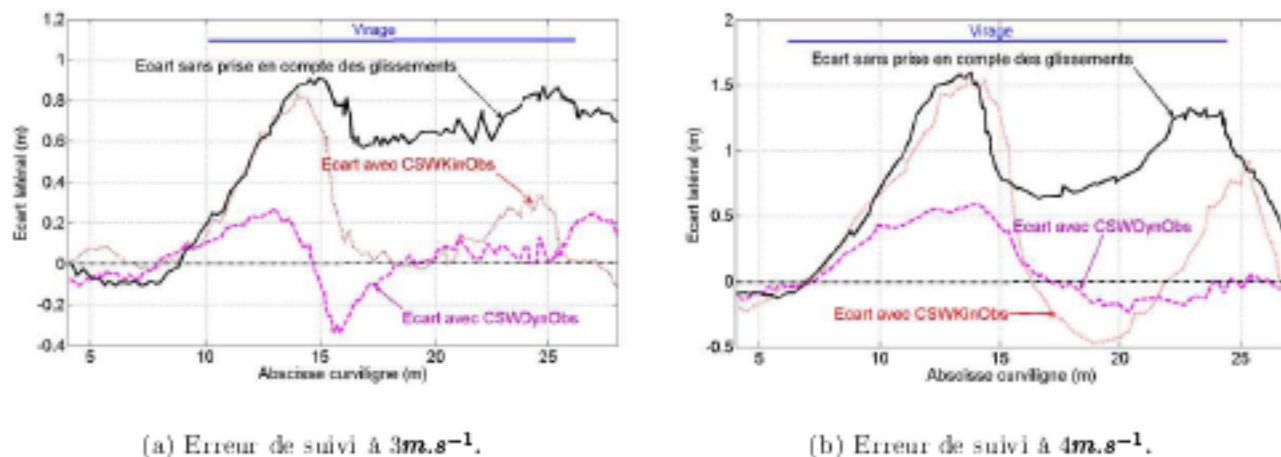 1.2
1
0.8
0.6
0.4
0.2
0
-0.2
-0.4
Ecart latéral (m)
Virage
Ecart sans prise en compte des glissements
Ecart avec CSWKinObs
Ecart avec CSWDynObs
5 10 15 20 25
Abscisse curviligne (m)
(a) Erreur de suivi à 3m.s⁻¹.
2
1.5
1
0.5
0
-0.5
Ecart latéral (m)
Virage
Ecart sans prise en compte des glissements
Ecart avec CSWDynObs
Ecart avec CSWKinObs
5 10 15 20 25
Abscisse curviligne (m)
(b) Erreur de suivi à 4m.s⁻¹.